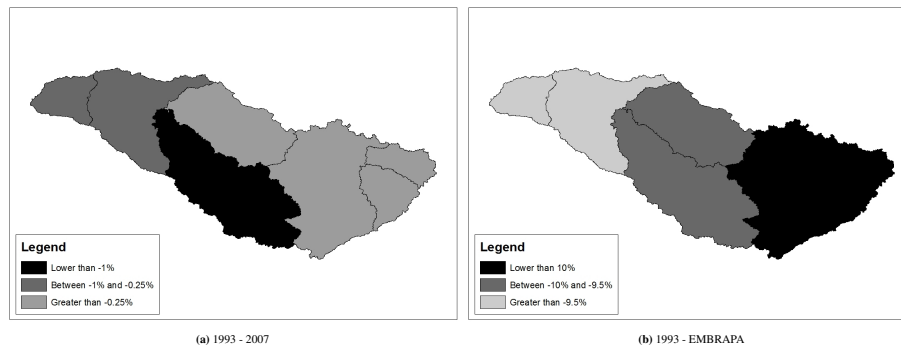 Legend
Lower than -1%
Between -1% and -0.25%
Greater than -0.25%
(a) 1993 - 2007
Legend
Lower than 10%
Between -10% and -9.5%
Greater than -9.5%
(b) 1993 - EMBRAPA